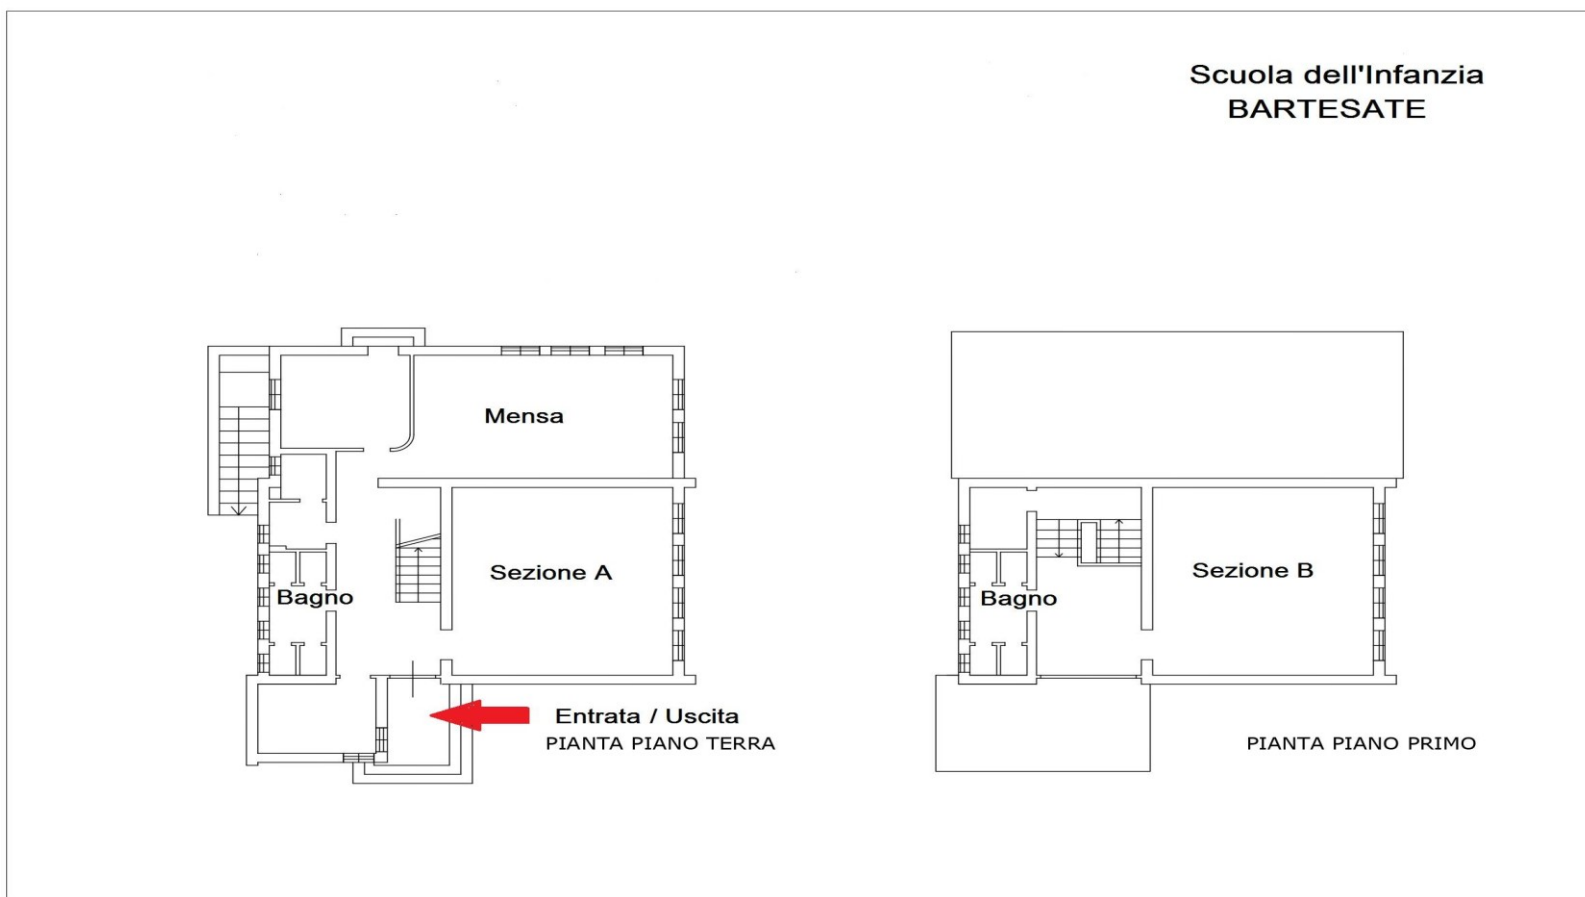 Scuola dell'Infanzia
BARTESATE
Mensa
Sezione A
Bagno
Entrata / Uscita
PIANTA PIANO TERRA
Sezione B
Bagno
PIANTA PIANO PRIMO